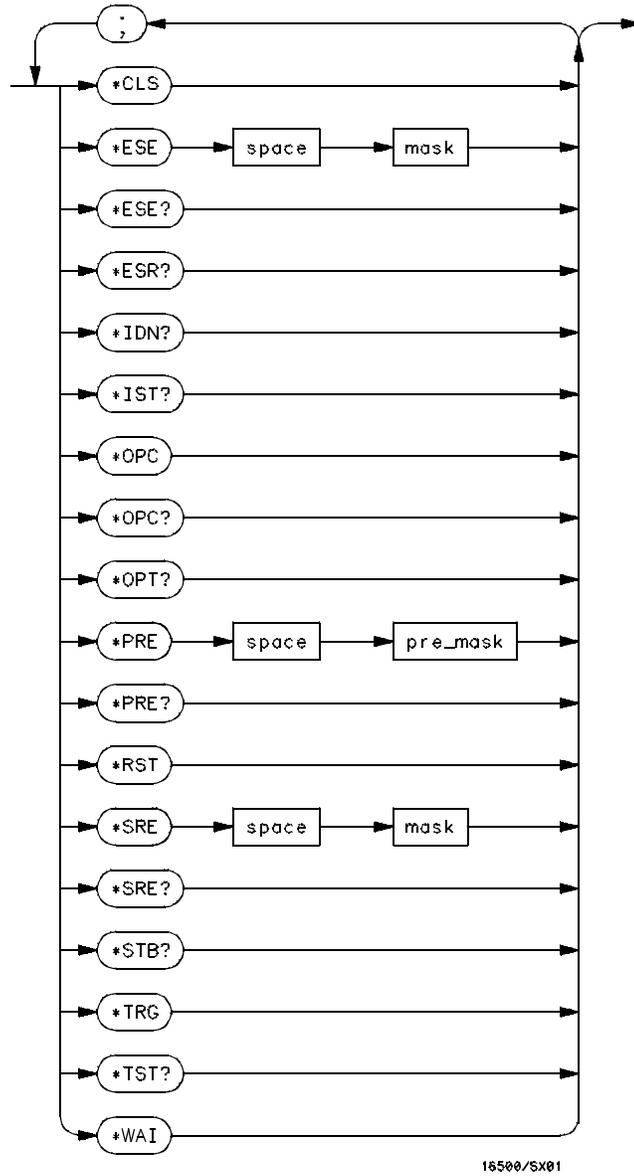 ;
*CLS
*ESE space mask
*ESE?
*ESR?
*IDN?
*IST?
*OPC
*OPC?
*OPT?
*PRE space pre_mask
*PRE?
*RST
*SRE space mask
*SRE?
*STB?
*TRG
*TST?
*WAI
16500/SX01